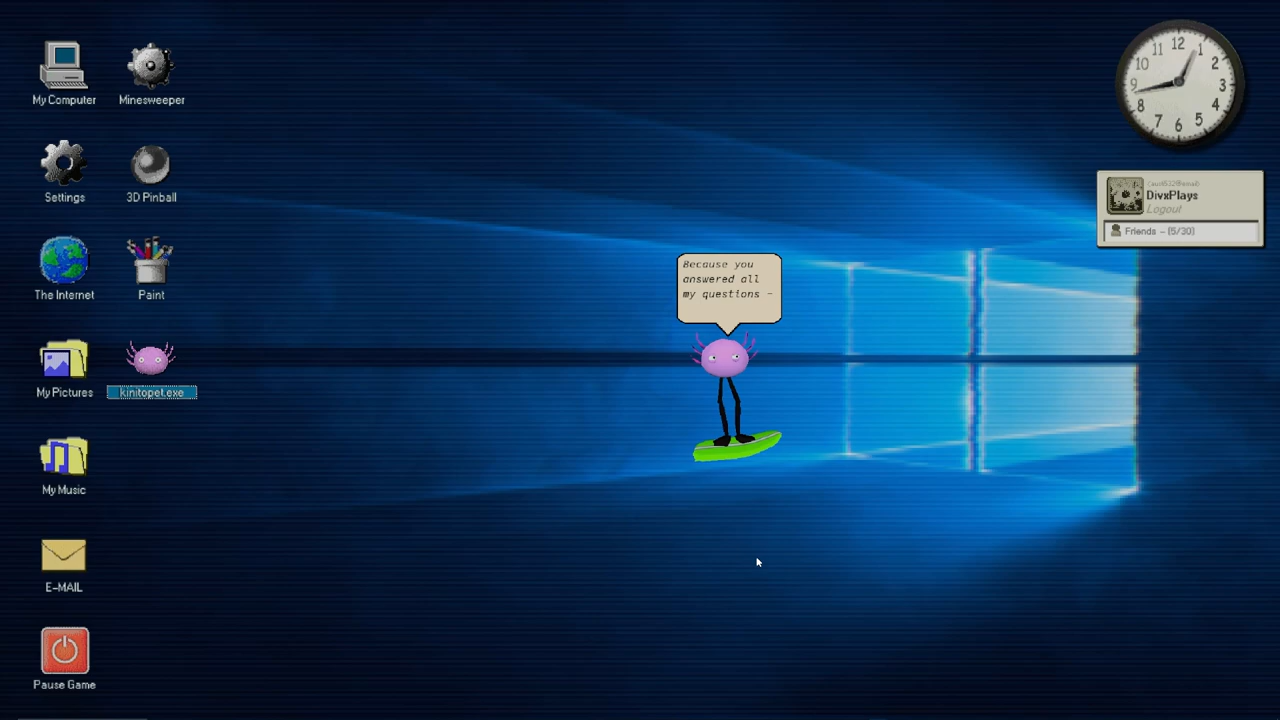 My Computer
Minesweeper
Settings
3D Pinball
The Internet
Paint
My Pictures
kinitopet.exe
My Music
E-MAIL
Pause Game
Because you
answered all
my questions -
12
1
2
3
4
5
6
7
8
9
10
11
DivxPlays
Logout
Friends - (5/30)